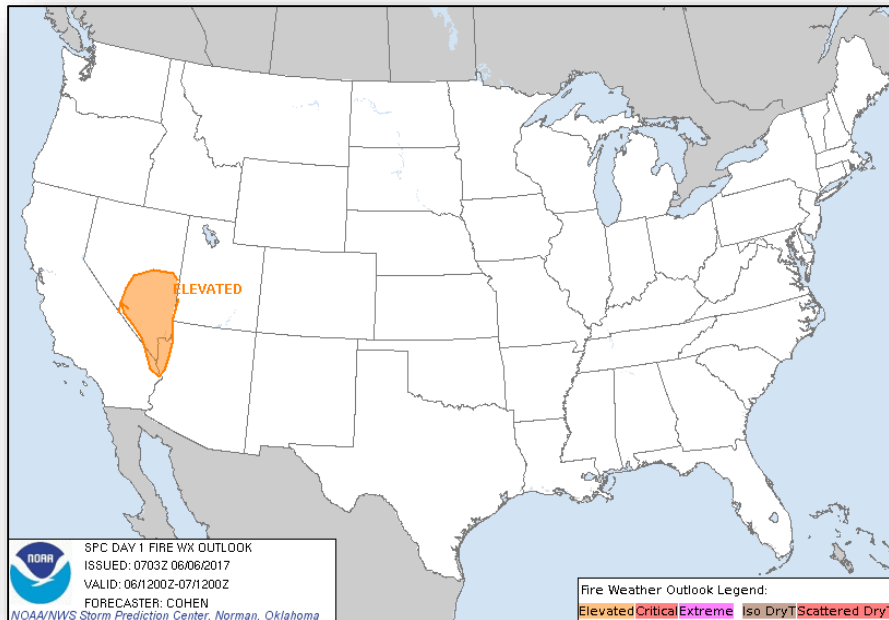 ELEVATED
NOAA
SPC DAY 1 FIRE WX OUTLOOK
ISSUED: 0703Z 06/06/2017
VALID: 06/1200Z-07/1200Z
FORECASTER: COHEN
NOAA/NWS Storm Prediction Center, Norman, Oklahoma
Fire Weather Outlook Legend:
Elevated Critical Extreme Iso DryT Scattered DryT